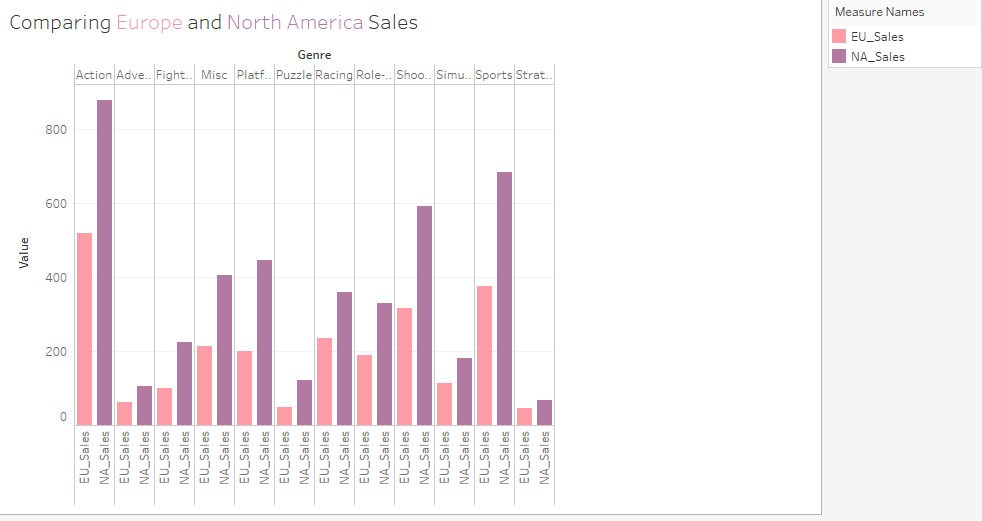 Comparing Europe and North America Sales
Measure Names
EU_Sales
NA_Sales
Genre
Action Adve.. Fight.. Misc Platf.. Puzzle Racing Role-.. Shoo.. Simu.. Sports Strat..
800
600
400
200
0
Value
EU_Sales NA_Sales EU_Sales NA_Sales EU_Sales NA_Sales EU_Sales NA_Sales EU_Sales NA_Sales EU_Sales NA_Sales EU_Sales NA_Sales EU_Sales NA_Sales EU_Sales NA_Sales EU_Sales NA_Sales EU_Sales NA_Sales EU_Sales NA_Sales